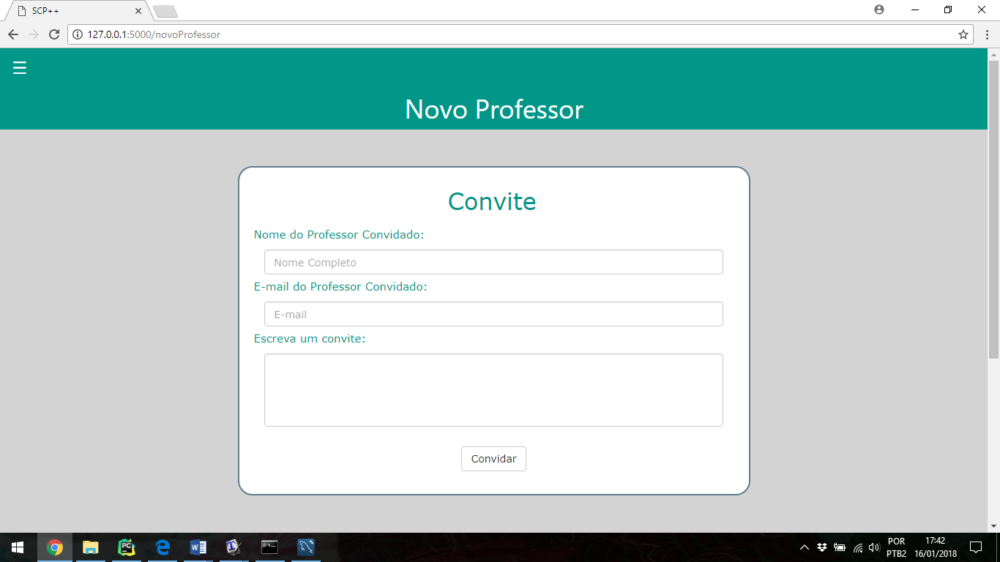 SCP++
127.0.0.1:5000/novoProfessor
Novo Professor
Convite
Nome do Professor Convidado:
Nome Completo
E-mail do Professor Convidado:
E-mail
Escreva um convite:
Convidar
POR
PTB2
17:42
16/01/2018